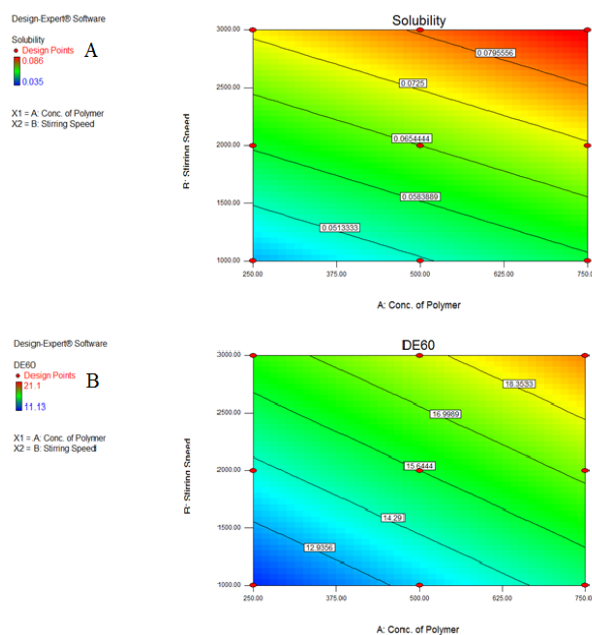 Design-Expert® Software
Solubility
Design Points
0.086
0.035
X1 = A: Conc. of Polymer
X2 = B: Stirring Speed
A
Solubility
B: Stirring Speed
3000.00
2500.00
2000.00
1500.00
1000.00
0.0795556
0.0725
0.0654444
0.0583889
0.0513333
250.00
375.00
500.00
625.00
750.00
A: Conc. of Polymer
Design-Expert® Software
DE60
Design Points
21.1
11.13
X1 = A: Conc. of Polymer
X2 = B: Stirring Speed
B
DE60
B: Stirring Speed
3000.00
2500.00
2000.00
1500.00
1000.00
18.3533
16.9989
15.6444
14.29
12.9356
250.00
375.00
500.00
625.00
750.00
A: Conc. of Polymer